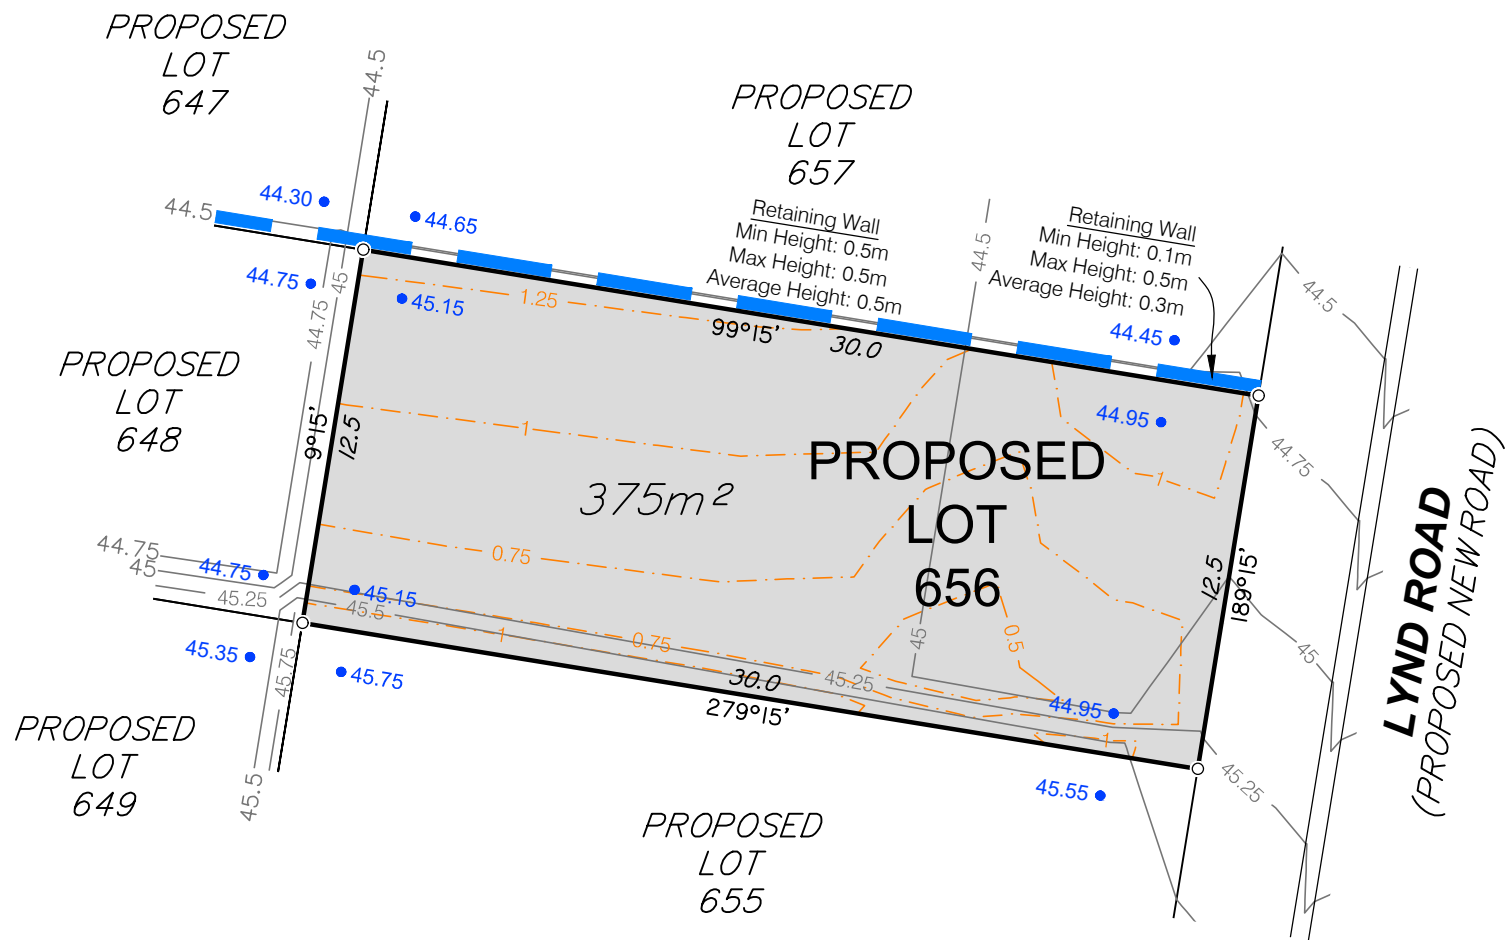 PROPOSED
LOT
647
44.5
PROPOSED
LOT
657
44.30
44.65
44.5
Retaining Wall
Min Height: 0.5m
Max Height: 0.5m
Average Height: 0.5m
44.5
Retaining Wall
Min Height: 0.1m
Max Height: 0.5m
Average Height: 0.3m
44.5
44.75
45
45.15
1.25
44.75
99°15'
30.0
44.45
PROPOSED
LOT
648
9°15'
12.5
1
44.95
1
44.75
PROPOSED
LOT
656
375m²
LYND ROAD
(PROPOSED NEW ROAD)
44.75
45
44.75
45.25
0.75
45.15
45.5
12.5
189°15'
45.35
45.75
45.75
1
0.75
45
0.5
45
30.0
279°15'
45.25
44.95
1
45.25
PROPOSED
LOT
649
45.5
45.55
PROPOSED
LOT
655